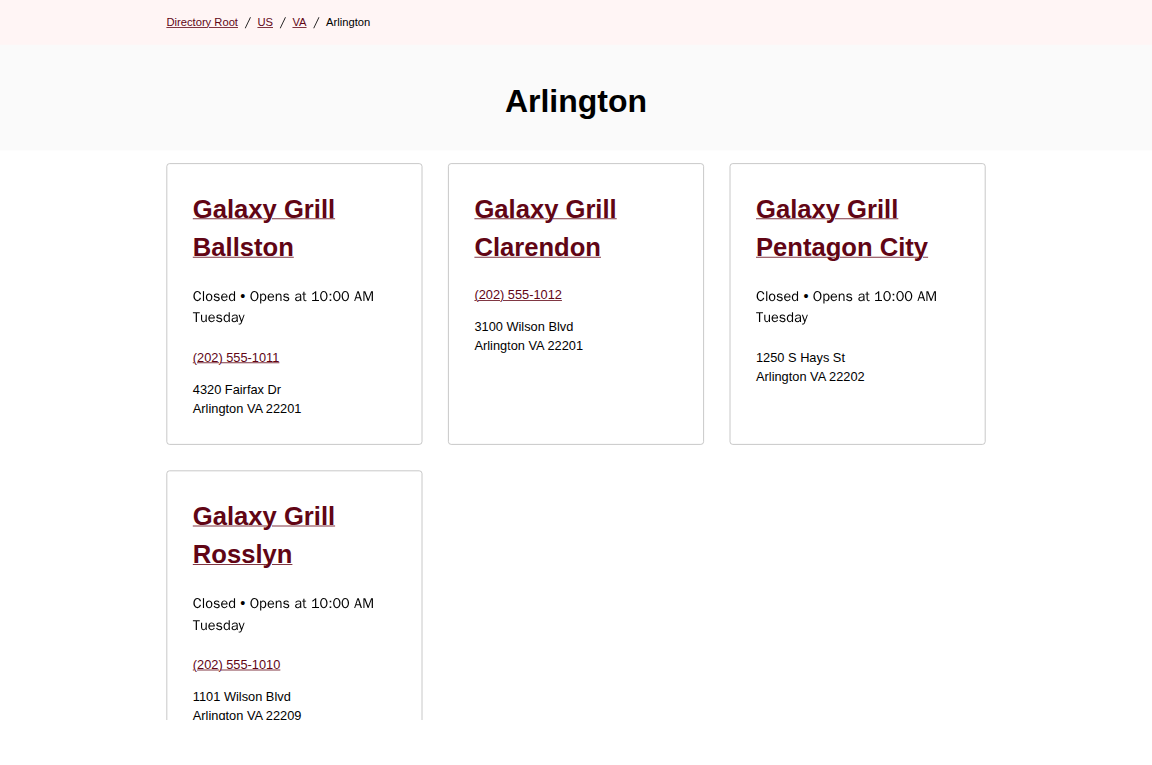 Directory Root / US / VA / Arlington
Arlington
Galaxy Grill
Ballston
Closed • Opens at 10:00 AM
Tuesday
(202) 555-1011
4320 Fairfax Dr
Arlington VA 22201
Galaxy Grill
Clarendon
(202) 555-1012
3100 Wilson Blvd
Arlington VA 22201
Galaxy Grill
Pentagon City
Closed • Opens at 10:00 AM
Tuesday
1250 S Hays St
Arlington VA 22202
Galaxy Grill
Rosslyn
Closed • Opens at 10:00 AM
Tuesday
(202) 555-1010
1101 Wilson Blvd
Arlington VA 22209